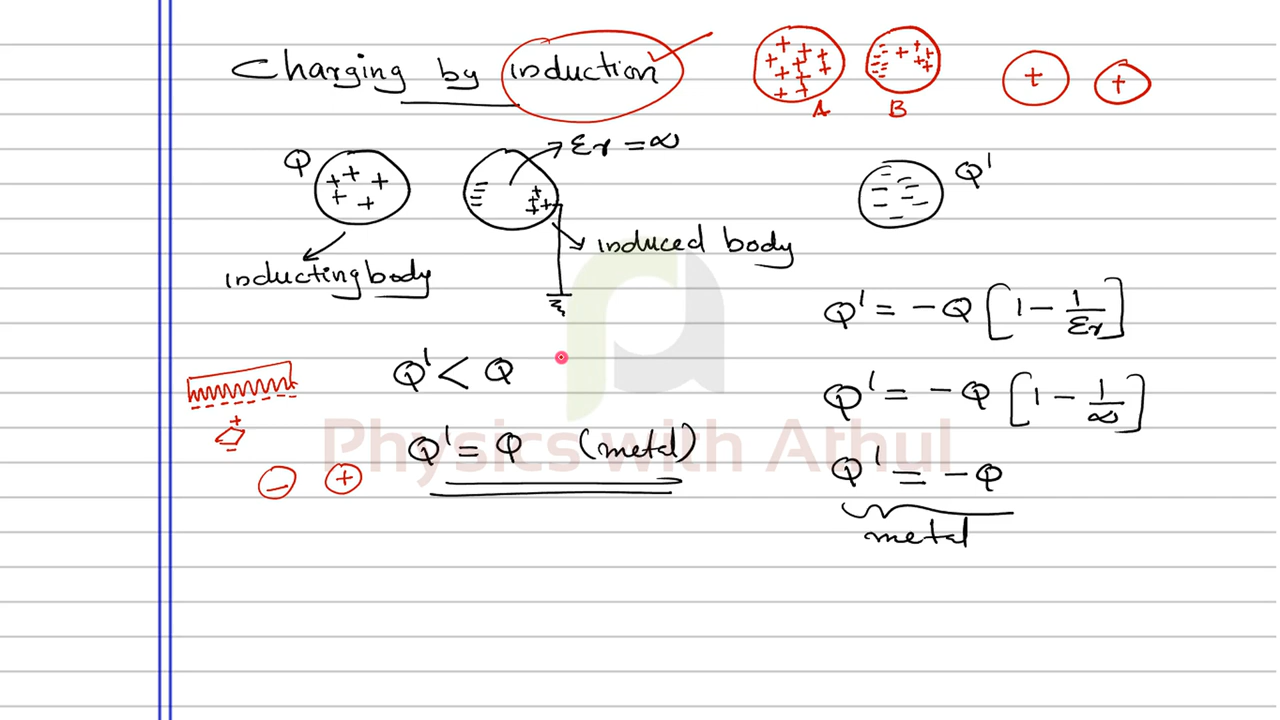 Charging by induction
+ + + + + + + + + +
A
+ + + + +
B
+
+
Q
+ + + + +
εr = ∞
+ + + +
Q'
inducting body
induced body
Q' = -Q [1 - 1/εr]
Q' < Q
Q' = -Q [1 - 1/∞]
+
Q' = Q (metal)
Q' = -Q
- +
metal
Physics with Athul